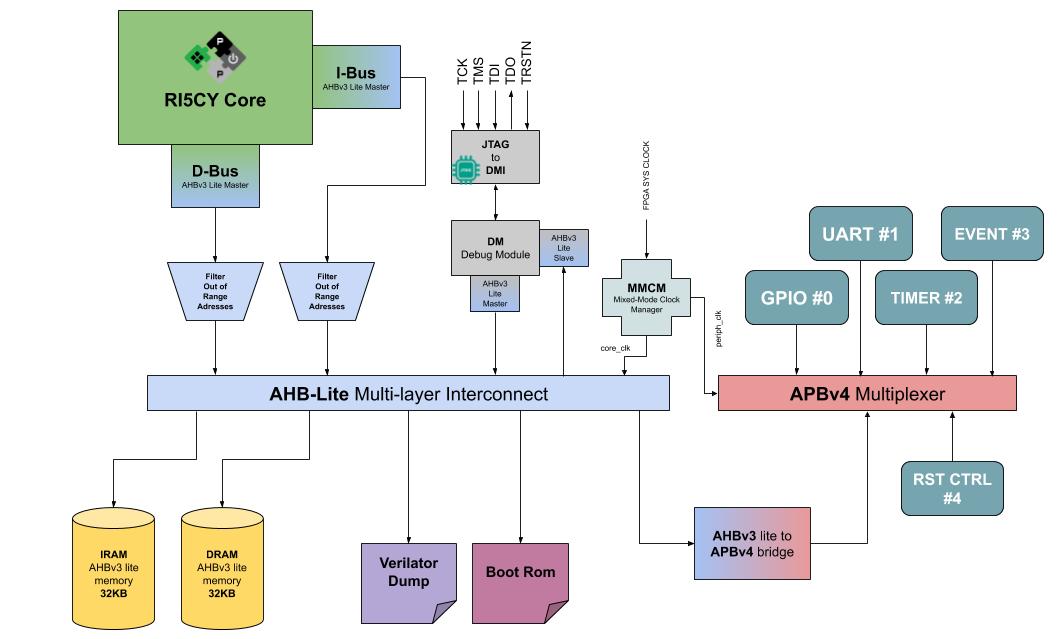 P
P
RI5CY Core
I-Bus
AHBv3 Lite Master
D-Bus
AHBv3 Lite Master
TCK
TMS
TDI
TDO
TRSTN
JTAG
to
DMI
JTAG
DM
Debug Module
AHBv3
Lite
Slave
AHBv3
Lite
Master
FPGA SYS CLOCK
MMCM
Mixed-Mode Clock
Manager
core_clk
periph_clk
UART #1
EVENT #3
GPIO #0
TIMER #2
Filter
Out of
Range
Adresses
Filter
Out of
Range
Adresses
AHB-Lite Multi-layer Interconnect
APBv4 Multiplexer
RST CTRL
#4
IRAM
AHBv3 lite
memory
32KB
DRAM
AHBv3 lite
memory
32KB
Verilator
Dump
Boot Rom
AHBv3 lite to
APBv4 bridge